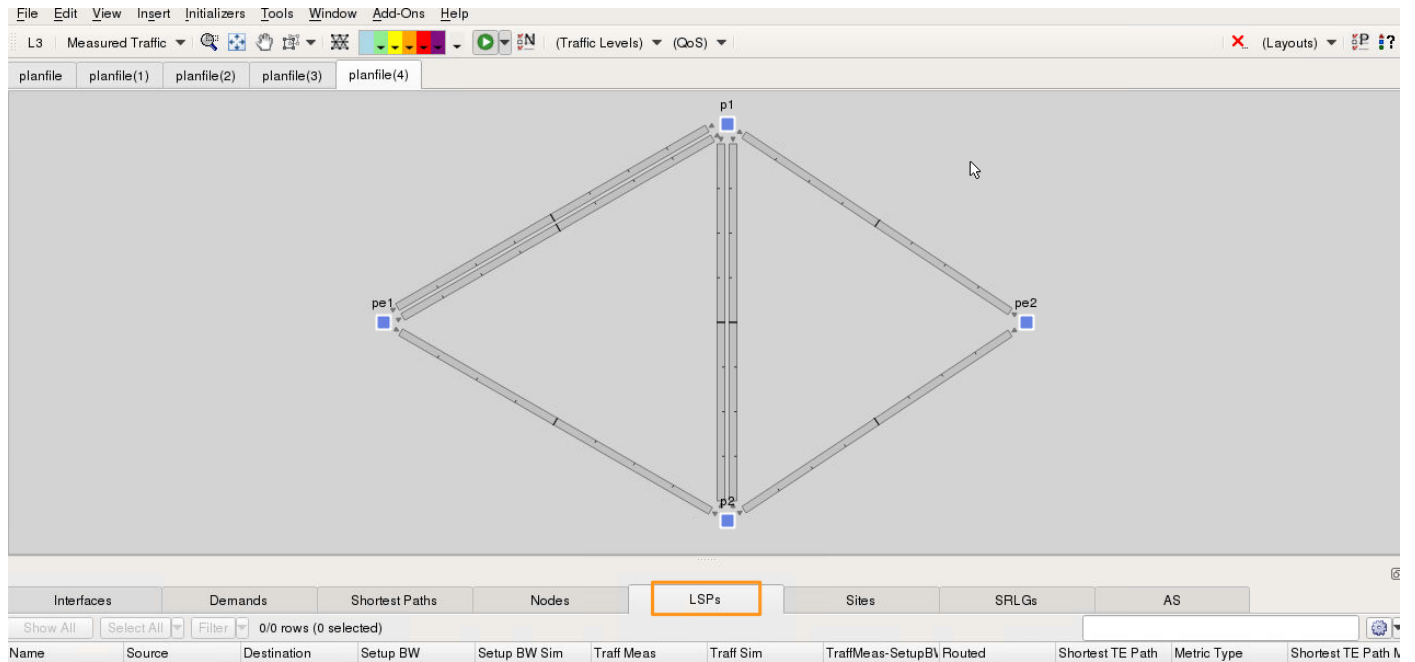 File Edit View Insert Initializers Tools Window Add-Ons Help
L3 Measured Traffic N (Traffic Levels) (QoS) (Layouts) P ?
planfile planfile(1) planfile(2) planfile(3) planfile(4)
p1
pe1 pe2
p2
Interfaces Demands Shortest Paths Nodes LSPs Sites SRLGs AS
Show All Select All Filter 0/0 rows (0 selected)
Name Source Destination Setup BW Setup BW Sim Traff Meas Traff Sim TraffMeas-SetupBW Routed Shortest TE Path Metric Type Shortest TE Path M